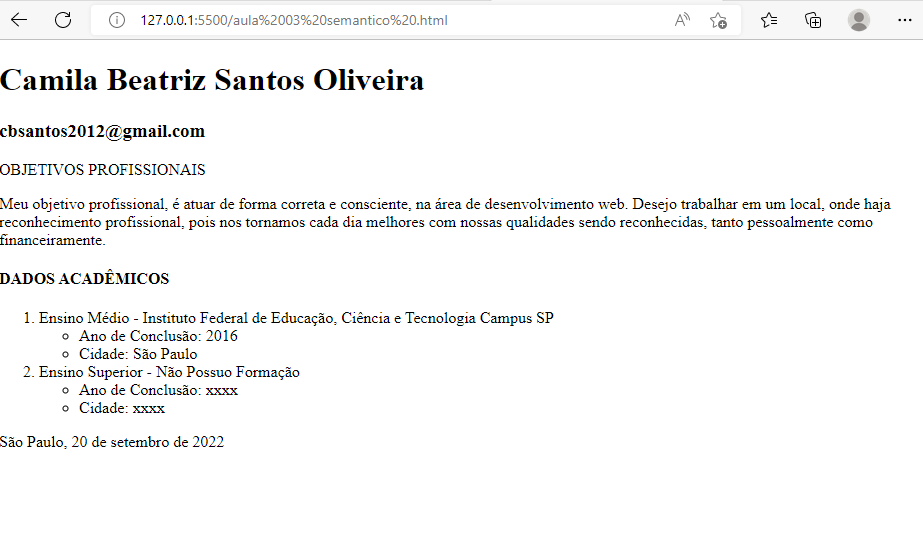 127.0.0.1:5500/aula%2003%20semantico%20.html
Camila Beatriz Santos Oliveira
cbsantos2012@gmail.com
OBJETIVOS PROFISSIONAIS
Meu objetivo profissional, é atuar de forma correta e consciente, na área de desenvolvimento web. Desejo trabalhar em um local, onde haja
reconhecimento profissional, pois nos tornamos cada dia melhores com nossas qualidades sendo reconhecidas, tanto pessoalmente como
financeiramente.
DADOS ACADÊMICOS
1. Ensino Médio - Instituto Federal de Educação, Ciência e Tecnologia Campus SP
Ano de Conclusão: 2016
Cidade: São Paulo
2. Ensino Superior - Não Possuo Formação
Ano de Conclusão: xxxx
Cidade: xxxx
São Paulo, 20 de setembro de 2022